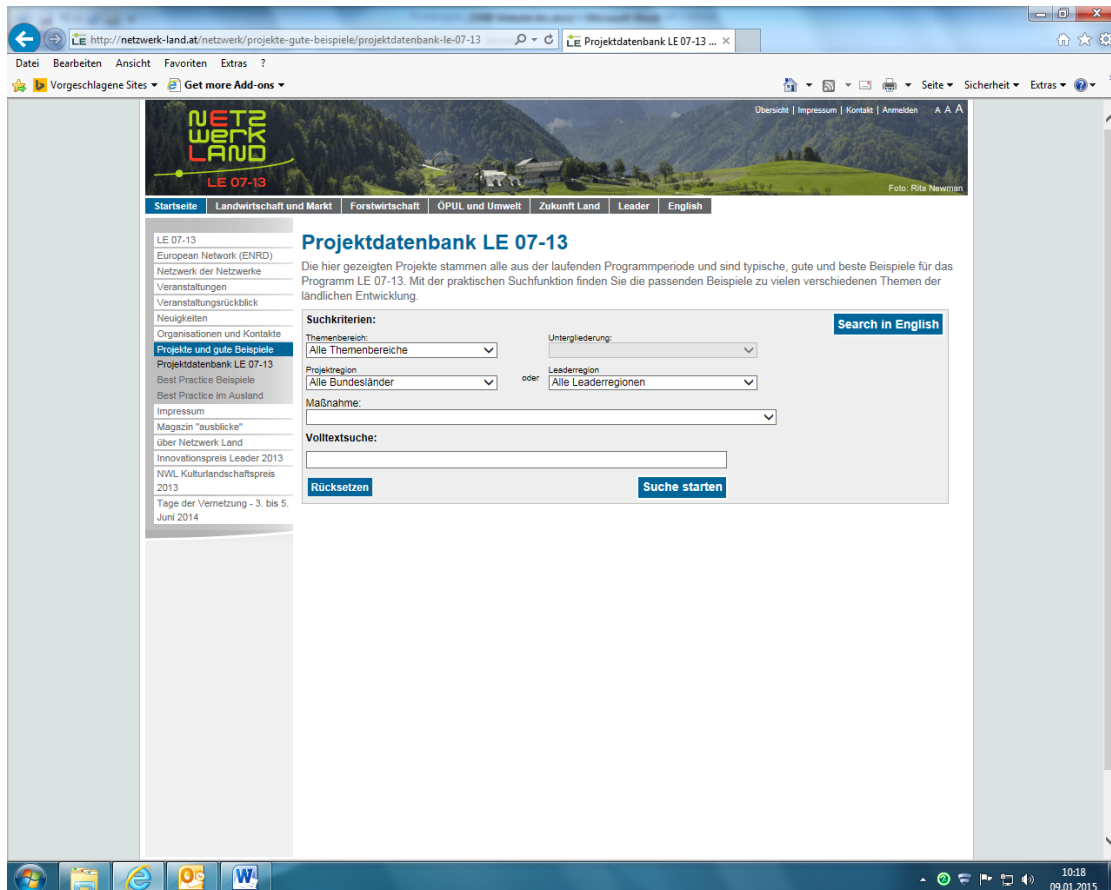 http://netzwerk-land.at/netzwerk/projekte-gute-beispiele/projektdatenbank-le-07-13
LE Projektdatenbank LE 07-13 ...
Datei Bearbeiten Ansicht Favoriten Extras ?
Vorgeschlagene Sites Get more Add-ons Seite Sicherheit Extras
Übersicht | Impressum | Kontakt | Anmelden A A A
NETZ
WERK
LAND
LE 07-13
Foto: Rita Newman
Startseite Landwirtschaft und Markt Forstwirtschaft ÖPUL und Umwelt Zukunft Land Leader English
LE 07-13
European Network (ENRD)
Netzwerk der Netzwerke
Veranstaltungen
Veranstaltungsrückblick
Neuigkeiten
Organisationen und Kontakte
Projekte und gute Beispiele
Projektdatenbank LE 07-13
Best Practice Beispiele
Best Practice im Ausland
Impressum
Magazin "ausblicke"
über Netzwerk Land
Innovationspreis Leader 2013
NWL Kulturlandschaftspreis
2013
Tage der Vernetzung - 3. bis 5.
Juni 2014
Projektdatenbank LE 07-13
Die hier gezeigten Projekte stammen alle aus der laufenden Programmperiode und sind typische, gute und beste Beispiele für das
Programm LE 07-13. Mit der praktischen Suchfunktion finden Sie die passenden Beispiele zu vielen verschiedenen Themen der
ländlichen Entwicklung.
Suchkriterien:
Search in English
Themenbereich: Untergliederung:
Alle Themenbereiche
Projektregion Leaderregion
Alle Bundesländer oder Alle Leaderregionen
Maßnahme:
Volltextsuche:
Rücksetzen Suche starten
10:18
09.01.2015